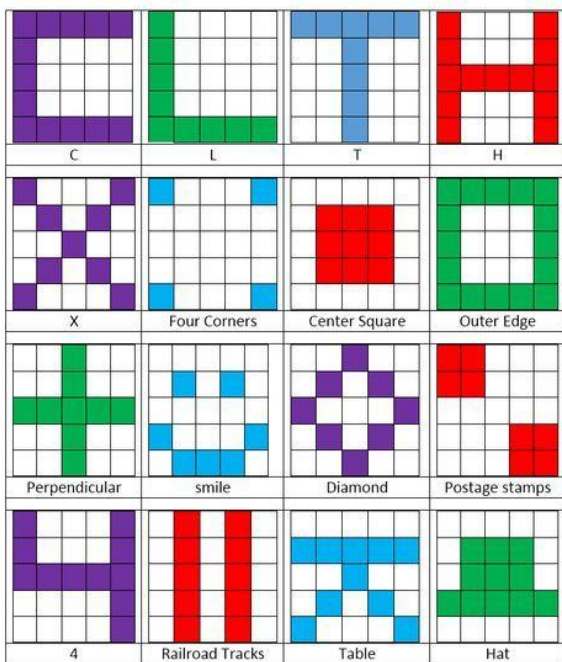 C L T H
X Four Corners Center Square Outer Edge
Perpendicular smile Diamond Postage stamps
4 Railroad Tracks Table Hat